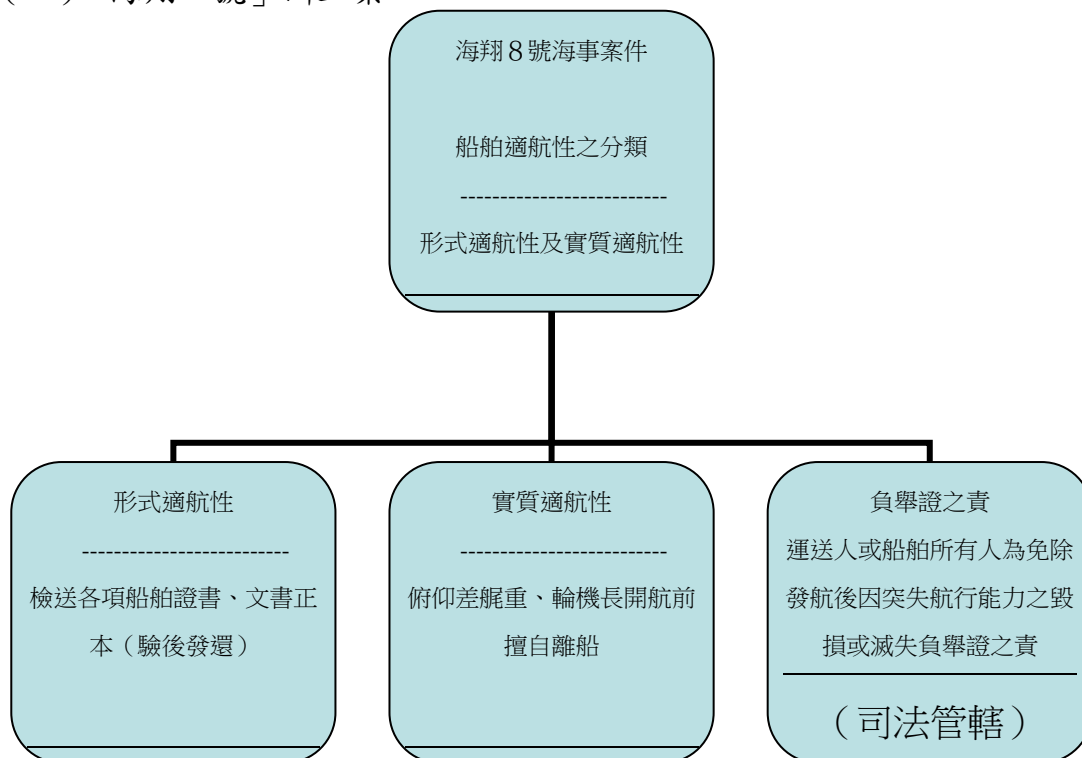 海翔８號海事案件
船舶適航性之分類
--------------------------
形式適航性及實質適航性
形式適航性
--------------------------
檢送各項船舶證書、文書正
本（驗後發還）
實質適航性
--------------------------
俯仰差艉重、輪機長開航前
擅自離船
負舉證之責
運送人或船舶所有人為免除
發航後因突失航行能力之毀
損或滅失負舉證之責
（司法管轄）